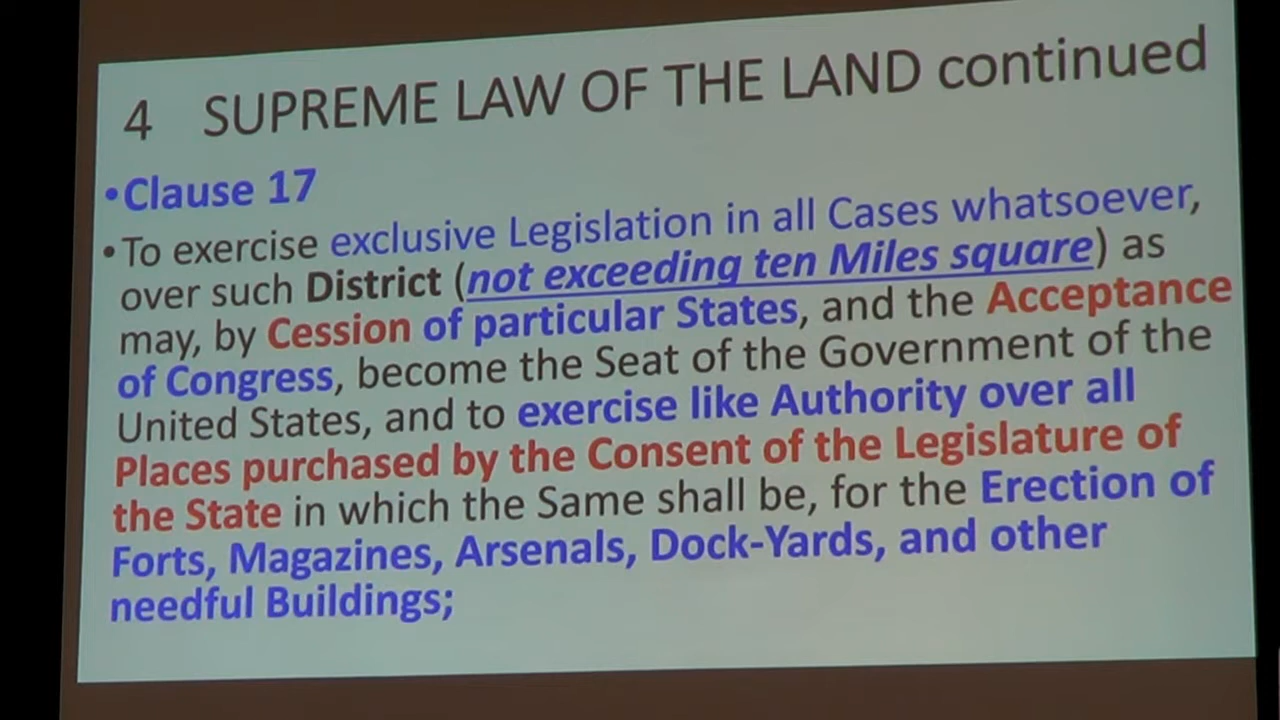 4 SUPREME LAW OF THE LAND continued
•Clause 17
•To exercise exclusive Legislation in all Cases whatsoever,
over such District (not exceeding ten Miles square) as
may, by Cession of particular States, and the Acceptance
of Congress, become the Seat of the Government of the
United States, and to exercise like Authority over all
Places purchased by the Consent of the Legislature of
the State in which the Same shall be, for the Erection of
Forts, Magazines, Arsenals, Dock-Yards, and other
needful Buildings;